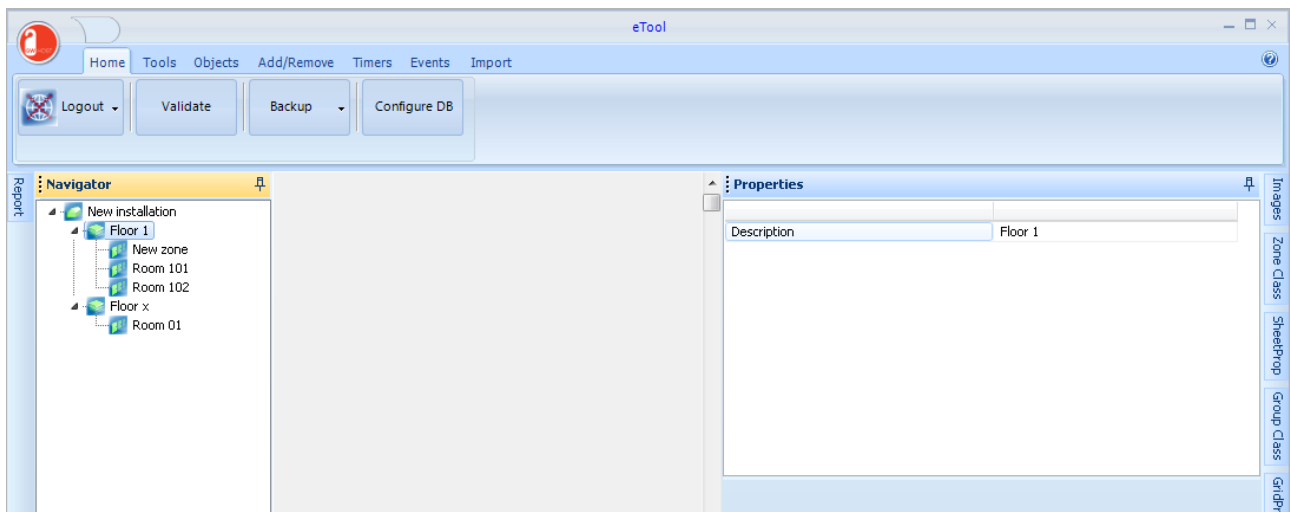 eTool
Home Tools Objects Add/Remove Timers Events Import
Logout Validate Backup Configure DB
Report
Navigator
New installation
Floor 1
New zone
Room 101
Room 102
Floor x
Room 01
Properties
Description Floor 1
Images
Zone Class
SheetProp
Group Class
GridPr